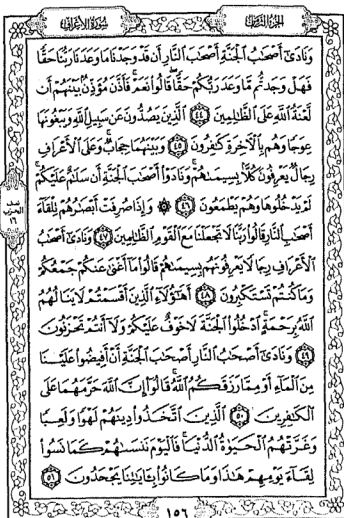 الجزء الثامن
سورة الأعراف
وَنَادَىٰٓ أَصْحَٰبُ ٱلْجَنَّةِ أَصْحَٰبَ ٱلنَّارِ أَن قَدْ وَجَدْنَا مَا وَعَدَنَا رَبُّنَا حَقًّا
فَهَلْ وَجَدتُّم مَّا وَعَدَ رَبُّكُمْ حَقًّا قَالُوا۟ نَعَمْ فَأَذَّنَ مُؤَذِّنٌۢ بَيْنَهُمْ أَن
لَّعْنَةُ ٱللَّهِ عَلَى ٱلظَّٰلِمِينَ ٤٤ ٱلَّذِينَ يَصُدُّونَ عَن سَبِيلِ ٱللَّهِ وَيَبْغُونَهَا
عِوَجًا وَهُم بِٱلْءَاخِرَةِ كَٰفِرُونَ ٤٥ وَبَيْنَهُمَا حِجَابٌ وَعَلَى ٱلْأَعْرَافِ
رِجَالٌ يَعْرِفُونَ كُلًّۢا بِسِيمَىٰهُمْ وَنَادَوْا۟ أَصْحَٰبَ ٱلْجَنَّةِ أَن سَلَٰمٌ عَلَيْكُمْ
لَمْ يَدْخُلُوهَا وَهُمْ يَطْمَعُونَ ٤٦ ۞ وَإِذَا صُرِفَتْ أَبْصَٰرُهُمْ تِلْقَآءَ
أَصْحَٰبِ ٱلنَّارِ قَالُوا۟ رَبَّنَا لَا تَجْعَلْنَا مَعَ ٱلْقَوْمِ ٱلظَّٰلِمِينَ ٤٧ وَنَادَىٰٓ أَصْحَٰبُ
ٱلْأَعْرَافِ رِجَالًا يَعْرِفُونَهُم بِسِيمَىٰهُمْ قَالُوا۟ مَآ أَغْنَىٰ عَنكُمْ جَمْعُكُمْ
وَمَا كُنتُمْ تَسْتَكْبِرُونَ ٤٨ أَهَٰٓؤُلَآءِ ٱلَّذِينَ أَقْسَمْتُمْ لَا يَنَالُهُمُ
ٱللَّهُ بِرَحْمَةٍ ٱدْخُلُوا۟ ٱلْجَنَّةَ لَا خَوْفٌ عَلَيْكُمْ وَلَآ أَنتُمْ تَحْزَنُونَ
٤٩ وَنَادَىٰٓ أَصْحَٰبُ ٱلنَّارِ أَصْحَٰبَ ٱلْجَنَّةِ أَنْ أَفِيضُوا۟ عَلَيْنَا
مِنَ ٱلْمَآءِ أَوْ مِمَّا رَزَقَكُمُ ٱللَّهُ قَالُوٓا۟ إِنَّ ٱللَّهَ حَرَّمَهُمَا عَلَى
ٱلْكَٰفِرِينَ ٥٠ ٱلَّذِينَ ٱتَّخَذُوا۟ دِينَهُمْ لَهْوًا وَلَعِبًا
وَغَرَّتْهُمُ ٱلْحَيَوٰةُ ٱلدُّنْيَا فَٱلْيَوْمَ نَنسَىٰهُمْ كَمَا نَسُوا۟
لِقَآءَ يَوْمِهِمْ هَٰذَا وَمَا كَانُوا۟ بِـَٔايَٰتِنَا يَجْحَدُونَ ٥١
١٥٦